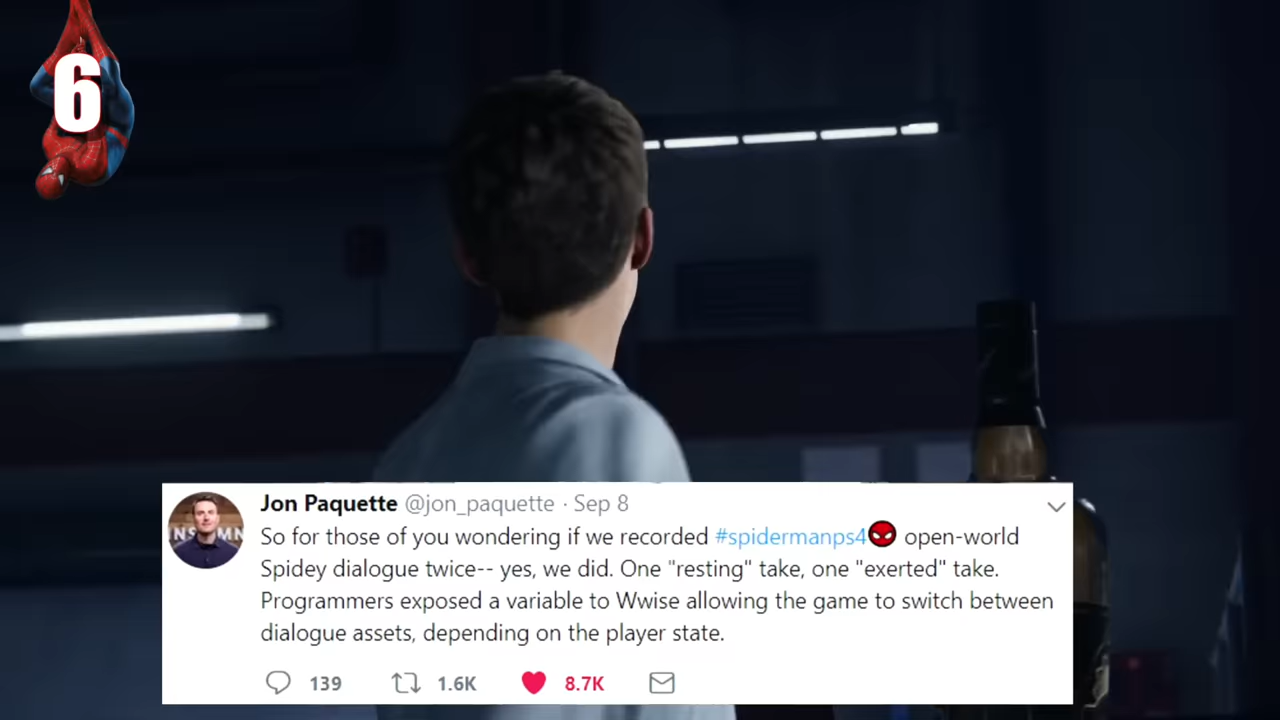 6
Jon Paquette @jon_paquette · Sep 8
So for those of you wondering if we recorded #spidermanps4 open-world
Spidey dialogue twice-- yes, we did. One "resting" take, one "exerted" take.
Programmers exposed a variable to Wwise allowing the game to switch between
dialogue assets, depending on the player state.
139 1.6K 8.7K